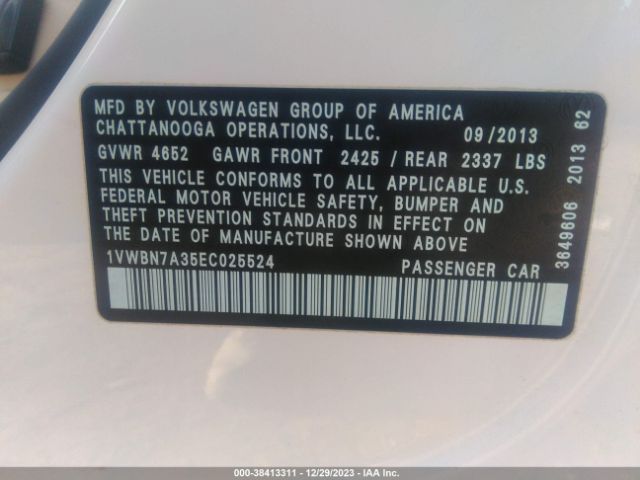 MFD BY VOLKSWAGEN GROUP OF AMERICA
CHATTANOOGA OPERATIONS, LLC. 09/2013
GVWR 4652 GAWR FRONT 2425 / REAR 2337 LBS
THIS VEHICLE CONFORMS TO ALL APPLICABLE U.S.
FEDERAL MOTOR VEHICLE SAFETY, BUMPER AND
THEFT PREVENTION STANDARDS IN EFFECT ON
THE DATE OF MANUFACTURE SHOWN ABOVE
1VWBN7A35EC025524 PASSENGER CAR
3649606 2013 62
© - 38413311 - 12/29/2023 - IAA Inc.